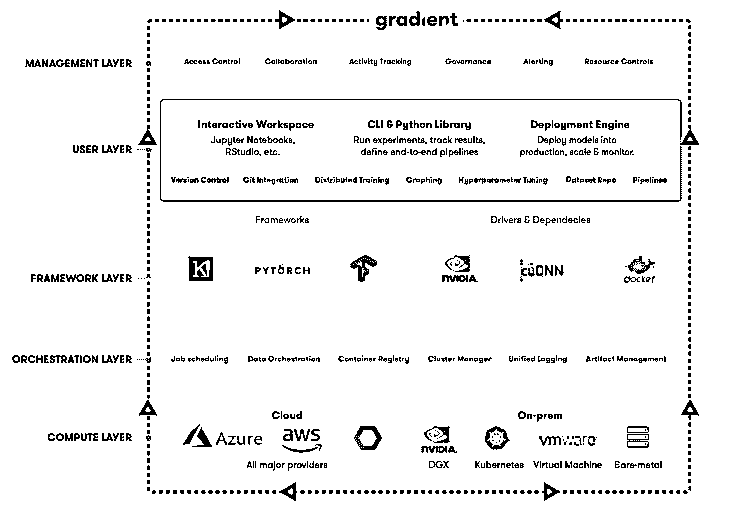 gradient
MANAGEMENT LAYER
Access Control Collaboration Activity Tracking Governance Alerting Resource Controls
USER LAYER
Interactive Workspace CLI & Python Library Deployment Engine
Jupyter Notebooks, Run experiments, track results, Deploy models into
RStudio, etc. define end-to-end pipelines production, scale & monitor.
Version Control Git Integration Distributed Training Graphing Hyperparameter Tuning Dataset Repo Pipelines
Frameworks Drivers & Dependecies
FRAMEWORK LAYER
K PYTÖRCH NVIDIA. cuDNN docker
ORCHESTRATION LAYER
Job scheduling Data Orchestration Container Registry Cluster Manager Unified Logging Artifact Management
Cloud On-prem
COMPUTE LAYER
Azure aws NVIDIA. vmware
All major providers DGX Kubernetes Virtual Machine Bare-metal